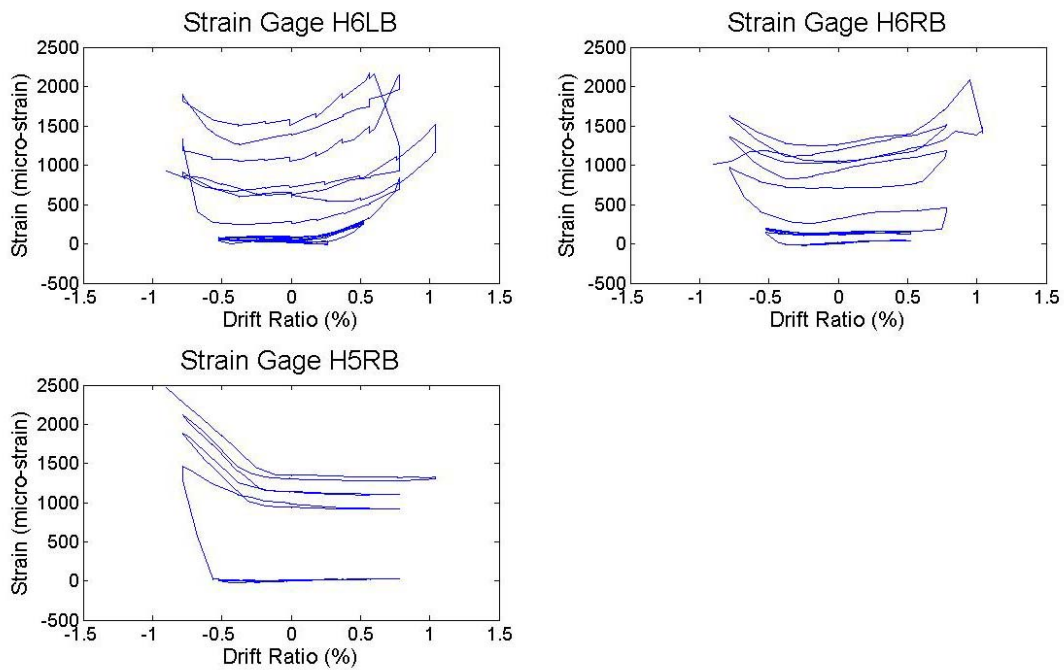 Strain Gage H6LB
2500
2000
1500
1000
500
0
-500
Strain (micro-strain)
-1.5 -1 -0.5 0 0.5 1 1.5
Drift Ratio (%)
Strain Gage H6RB
2500
2000
1500
1000
500
0
-500
Strain (micro-strain)
-1.5 -1 -0.5 0 0.5 1 1.5
Drift Ratio (%)
Strain Gage H5RB
2500
2000
1500
1000
500
0
-500
Strain (micro-strain)
-1.5 -1 -0.5 0 0.5 1 1.5
Drift Ratio (%)